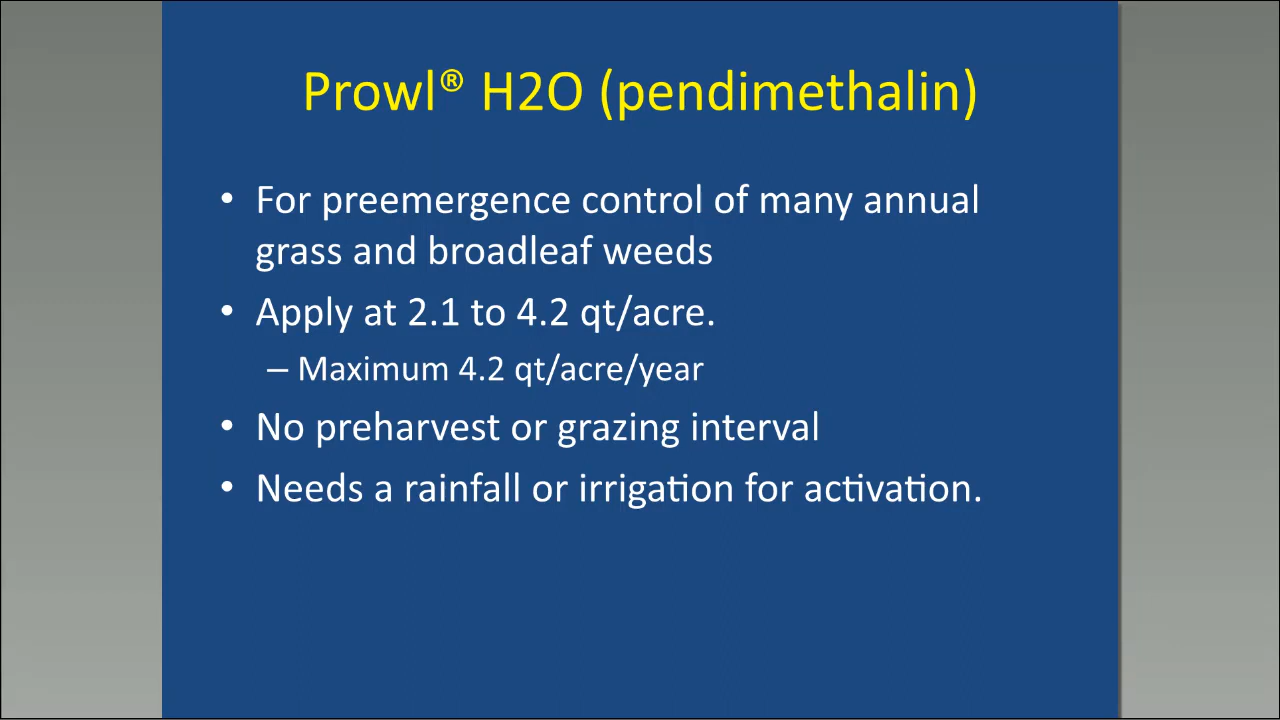 Prowl® H2O (pendimethalin)
• For preemergence control of many annual
grass and broadleaf weeds
• Apply at 2.1 to 4.2 qt/acre.
– Maximum 4.2 qt/acre/year
• No preharvest or grazing interval
• Needs a rainfall or irrigation for activation.